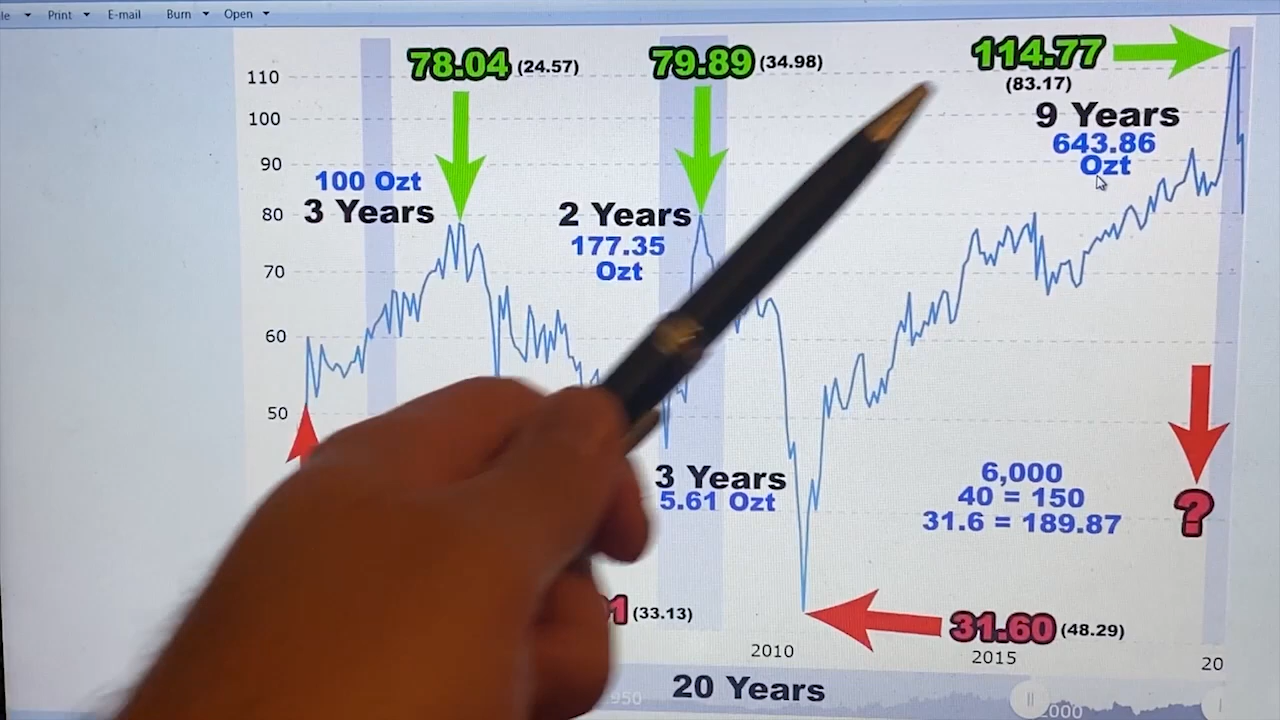 Print E-mail Burn Open
78.04 (24.57)
79.89 (34.98)
114.77
(83.17)
110
9 Years
100
643.86
90
Ozt
100 Ozt
80
3 Years
2 Years
177.35
70
Ozt
60
50
3 Years
5.61 Ozt
6,000
40 = 150
31.6 = 189.87
?
(33.13)
31.60 (48.29)
2010
2015
20
20 Years
950
2000